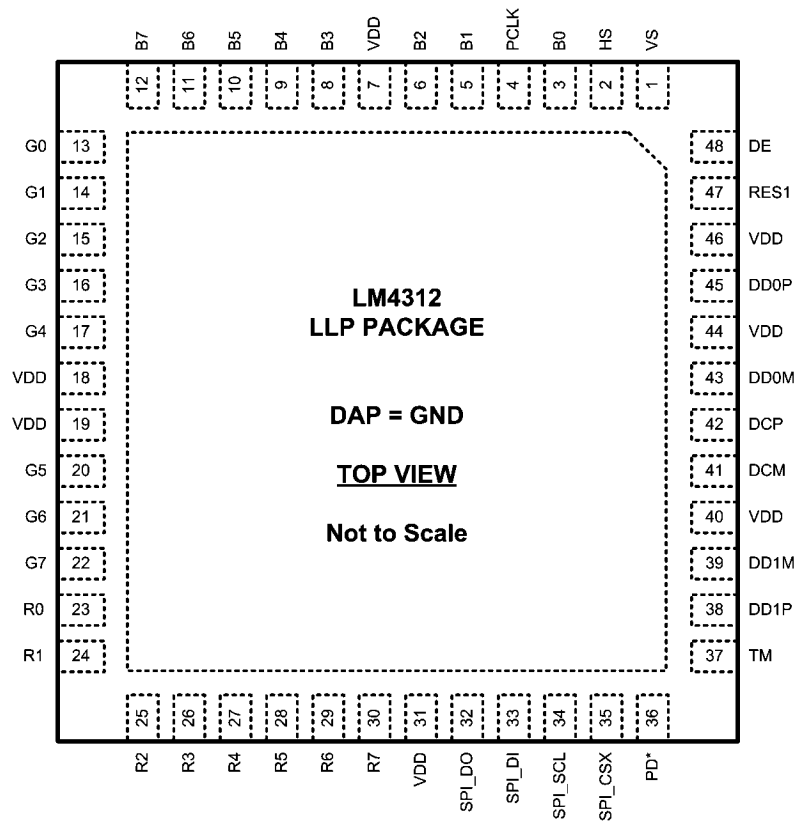 B7 B6 B5 B4 B3 VDD B2 B1 PCLK B0 HS VS
12 11 10 9 8 7 6 5 4 3 2 1
G0 13 48 DE
G1 14 47 RES1
G2 15 46 VDD
G3 16 45 DD0P
G4 17 44 VDD
VDD 18 43 DD0M
VDD 19 42 DCP
G5 20 41 DCM
G6 21 40 VDD
G7 22 39 DD1M
R0 23 38 DD1P
R1 24 37 TM
LM4312
LLP PACKAGE
DAP = GND
TOP VIEW
Not to Scale
25 26 27 28 29 30 31 32 33 34 35 36
R2 R3 R4 R5 R6 R7 VDD SPI_DO SPI_DI SPI_SCL SPI_CSX PD*